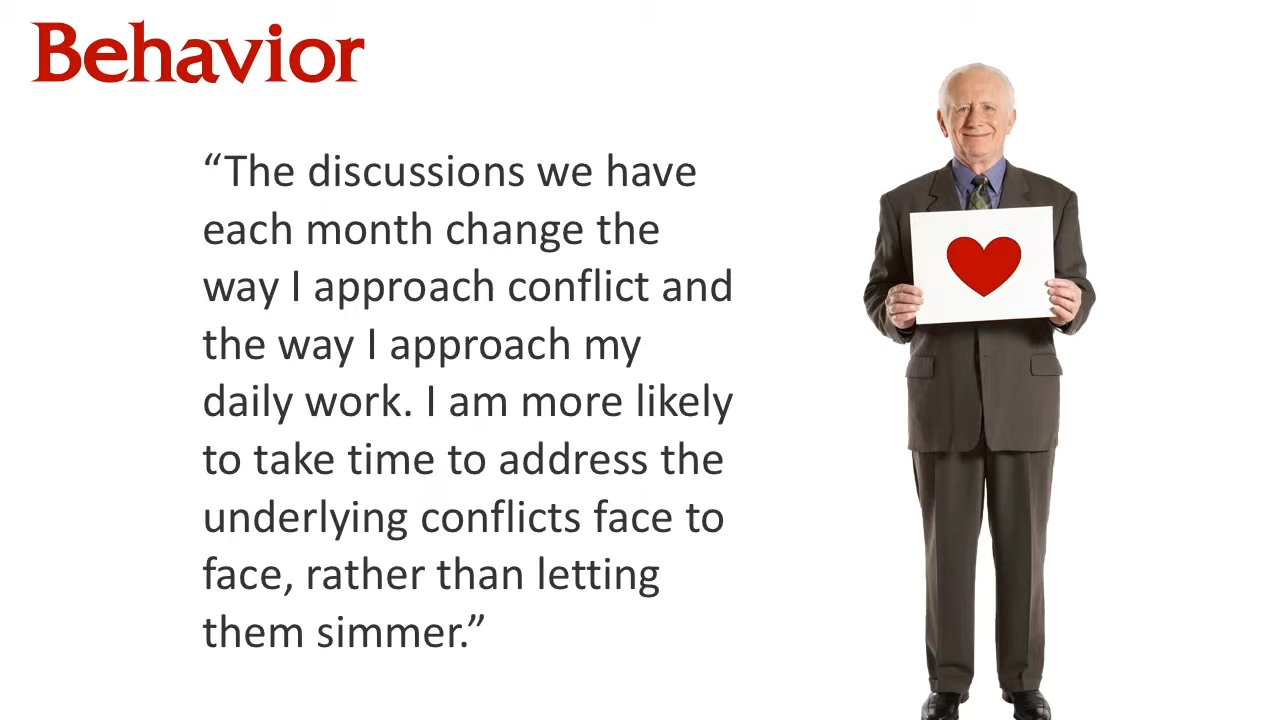 Behavior
“The discussions we have
each month change the
way I approach conflict and
the way I approach my
daily work. I am more likely
to take time to address the
underlying conflicts face to
face, rather than letting
them simmer.”